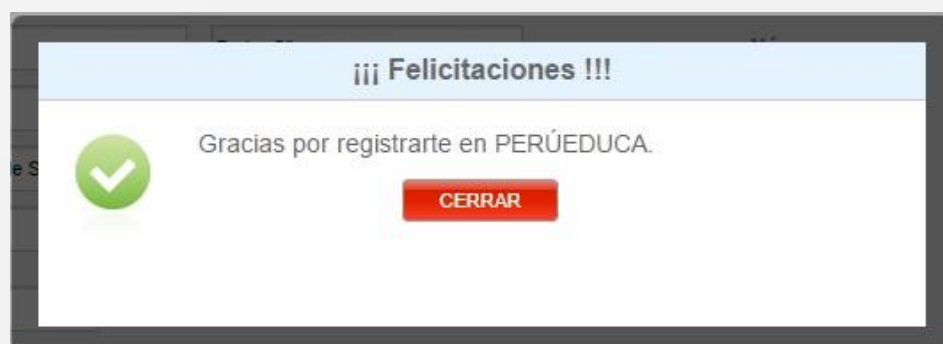 ¡¡¡ Felicitaciones !!!
Gracias por registrarte en PERÚEDUCA.
CERRAR